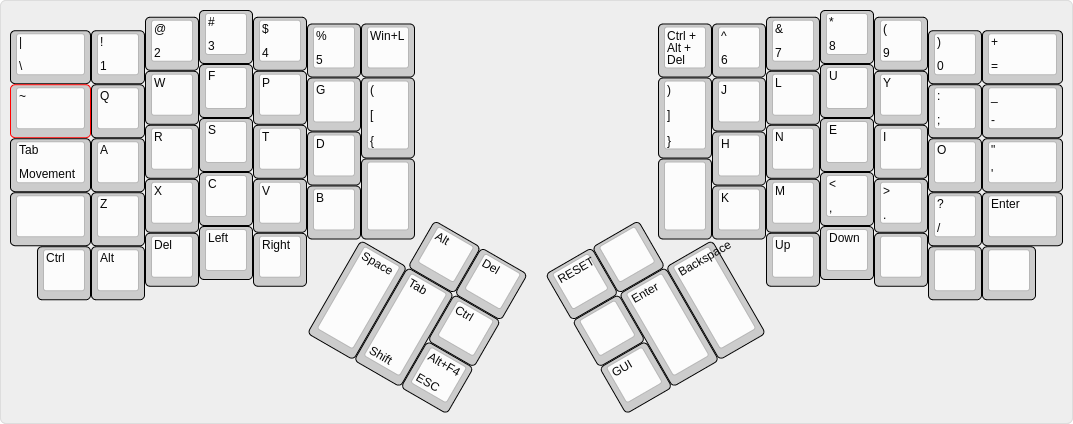 |
\
!
1
@
2
#
3
$
4
%
5
Win+L
~
Q
W
F
P
G
(
[
{
Tab
Movement
A
R
S
T
D
Z
X
C
V
B
Ctrl
Alt
Del
Left
Right
Space
Tab
Shift
Alt
Del
Ctrl
Alt+F4
ESC
Ctrl +
Alt +
Del
^
6
&
7
*
8
(
9
)
0
+
=
)
]
}
J
L
U
Y
:
;
_
-
H
N
E
I
O
"
'
K
M
<
,
>
.
?
/
Enter
Up
Down
RESET
GUI
Enter
Backspace